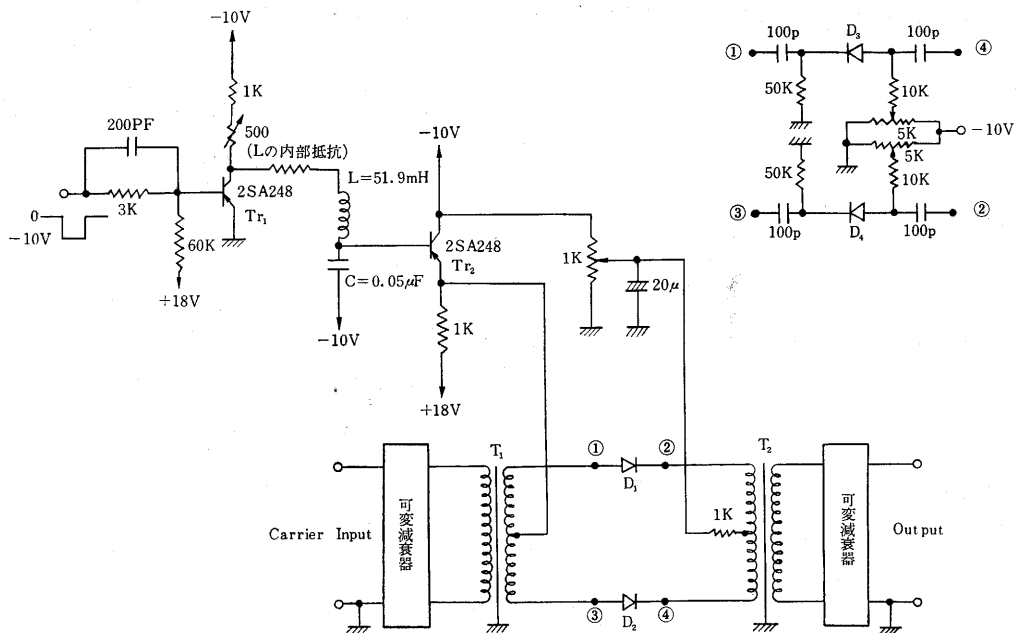 -10V
1K
500
(Lの内部抵抗)
200PF
3K
0
-10V
2SA248
Tr₁
60K
+18V
L=51.9mH
C=0.05μF
-10V
-10V
2SA248
Tr₂
1K
+18V
1K
20μ
① 100p D₃ 100p ④
50K 10K
5K -10V
5K
50K 10K
③ 100p D₄ 100p ②
Carrier Input
可変減衰器
T₁
① ②
D₁
③ ④
D₂
1K
T₂
可変減衰器
Output